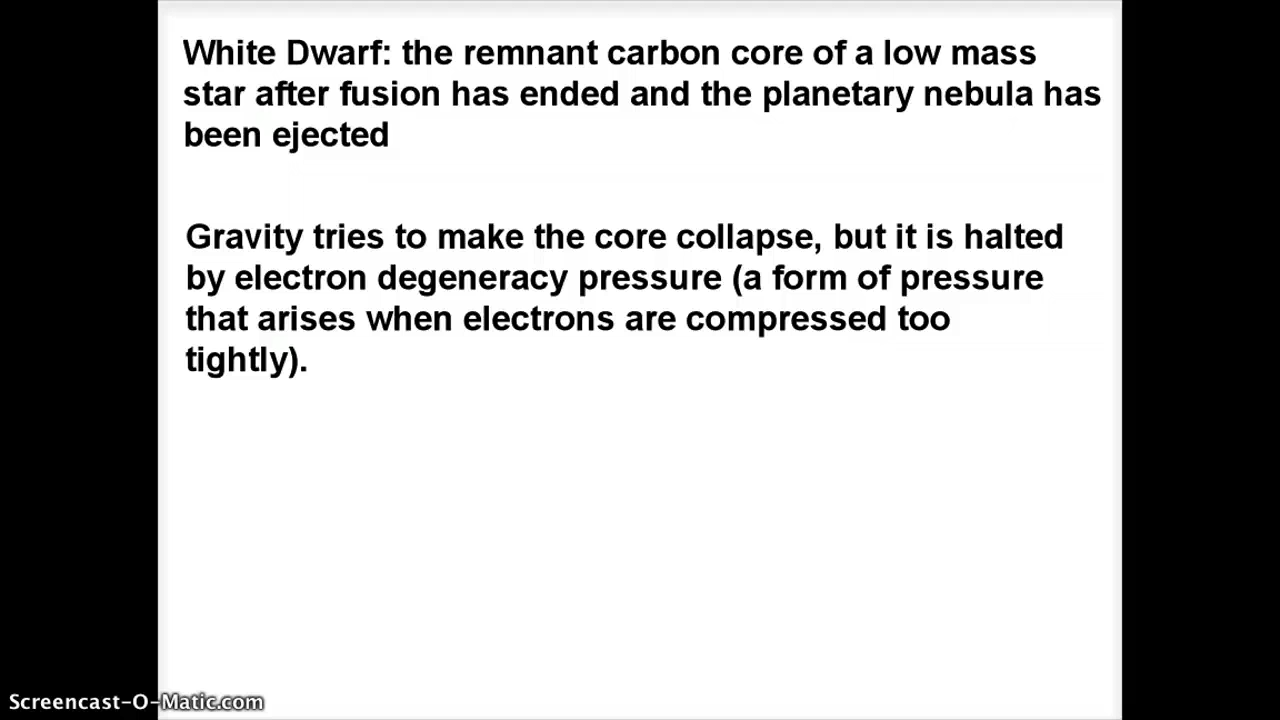 White Dwarf: the remnant carbon core of a low mass
star after fusion has ended and the planetary nebula has
been ejected
Gravity tries to make the core collapse, but it is halted
by electron degeneracy pressure (a form of pressure
that arises when electrons are compressed too
tightly).
Screencast-O-Matic.com